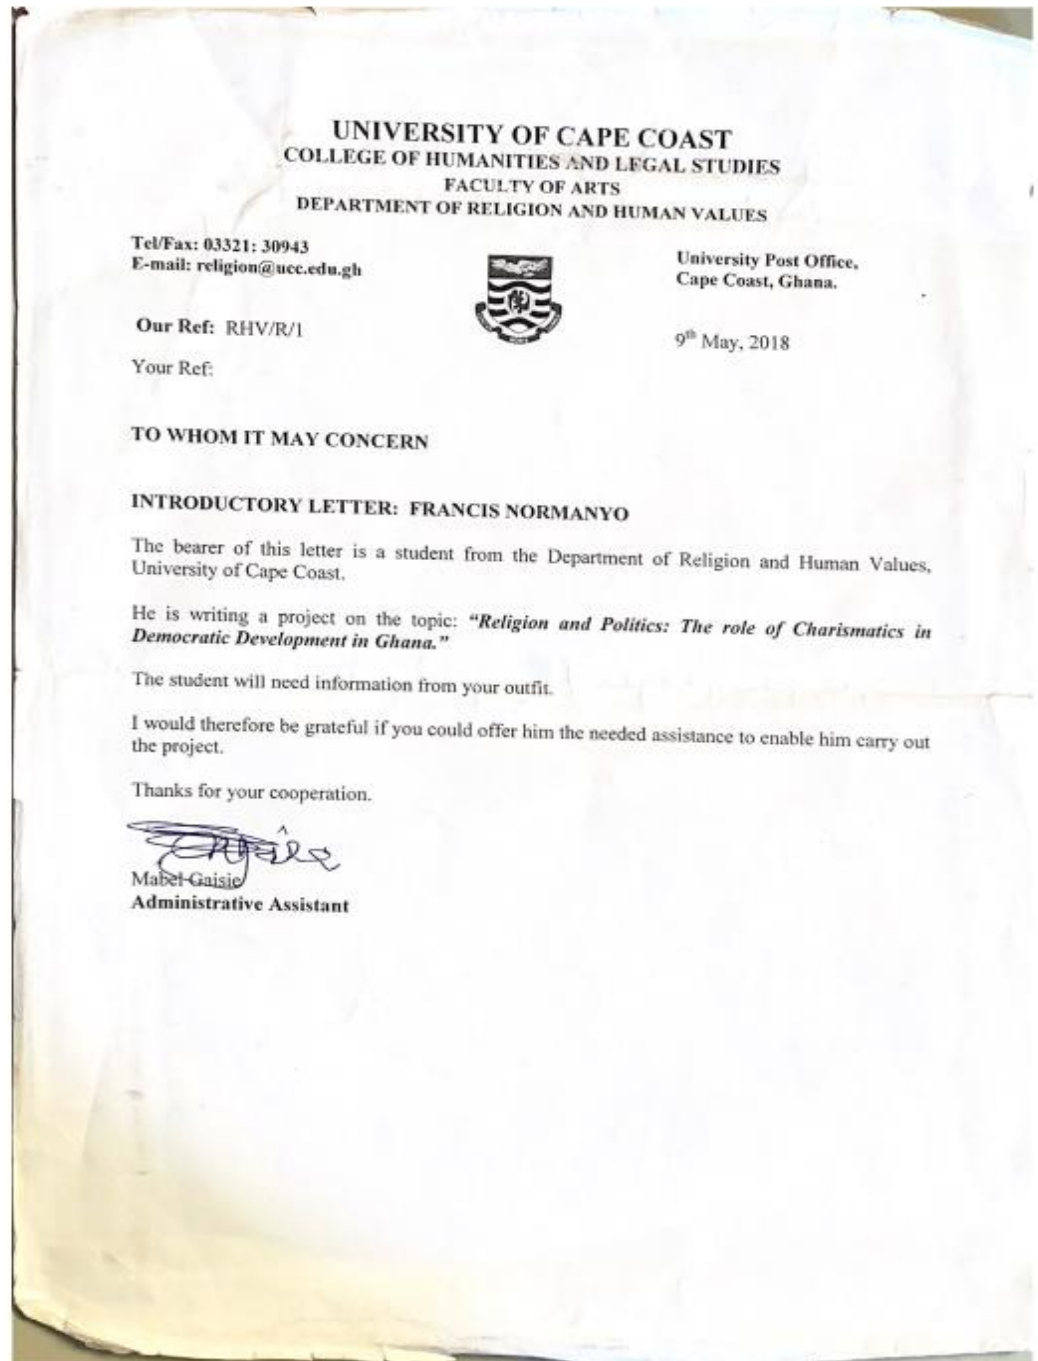 UNIVERSITY OF CAPE COAST
COLLEGE OF HUMANITIES AND LEGAL STUDIES
FACULTY OF ARTS
DEPARTMENT OF RELIGION AND HUMAN VALUES
Tel/Fax: 03321: 30943
E-mail: religion@ucc.edu.gh
University Post Office,
Cape Coast, Ghana.
Our Ref: RHV/R/1
9th May, 2018
Your Ref:
TO WHOM IT MAY CONCERN
INTRODUCTORY LETTER: FRANCIS NORMANYO
The bearer of this letter is a student from the Department of Religion and Human Values,
University of Cape Coast.
He is writing a project on the topic: "Religion and Politics: The role of Charismatics in
Democratic Development in Ghana."
The student will need information from your outfit.
I would therefore be grateful if you could offer him the needed assistance to enable him carry out
the project.
Thanks for your cooperation.
Mabel Gaisie
Administrative Assistant